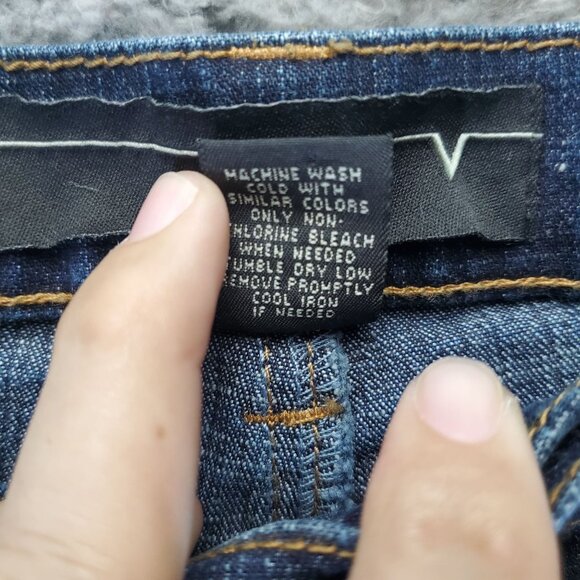 MACHINE WASH
COLD WITH
SIMILAR COLORS
ONLY NON-
CHLORINE BLEACH
WHEN NEEDED
TUMBLE DRY LOW
REMOVE PROMPTLY
COOL IRON
IF NEEDED